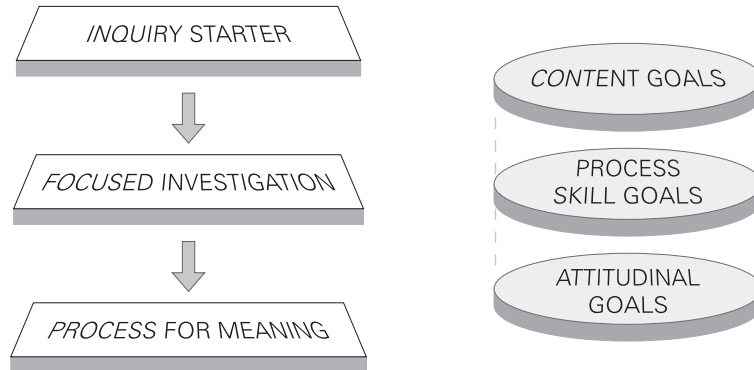 INQUIRY STARTER
FOCUSED INVESTIGATION
PROCESS FOR MEANING
CONTENT GOALS
PROCESS
SKILL GOALS
ATTITUDINAL
GOALS